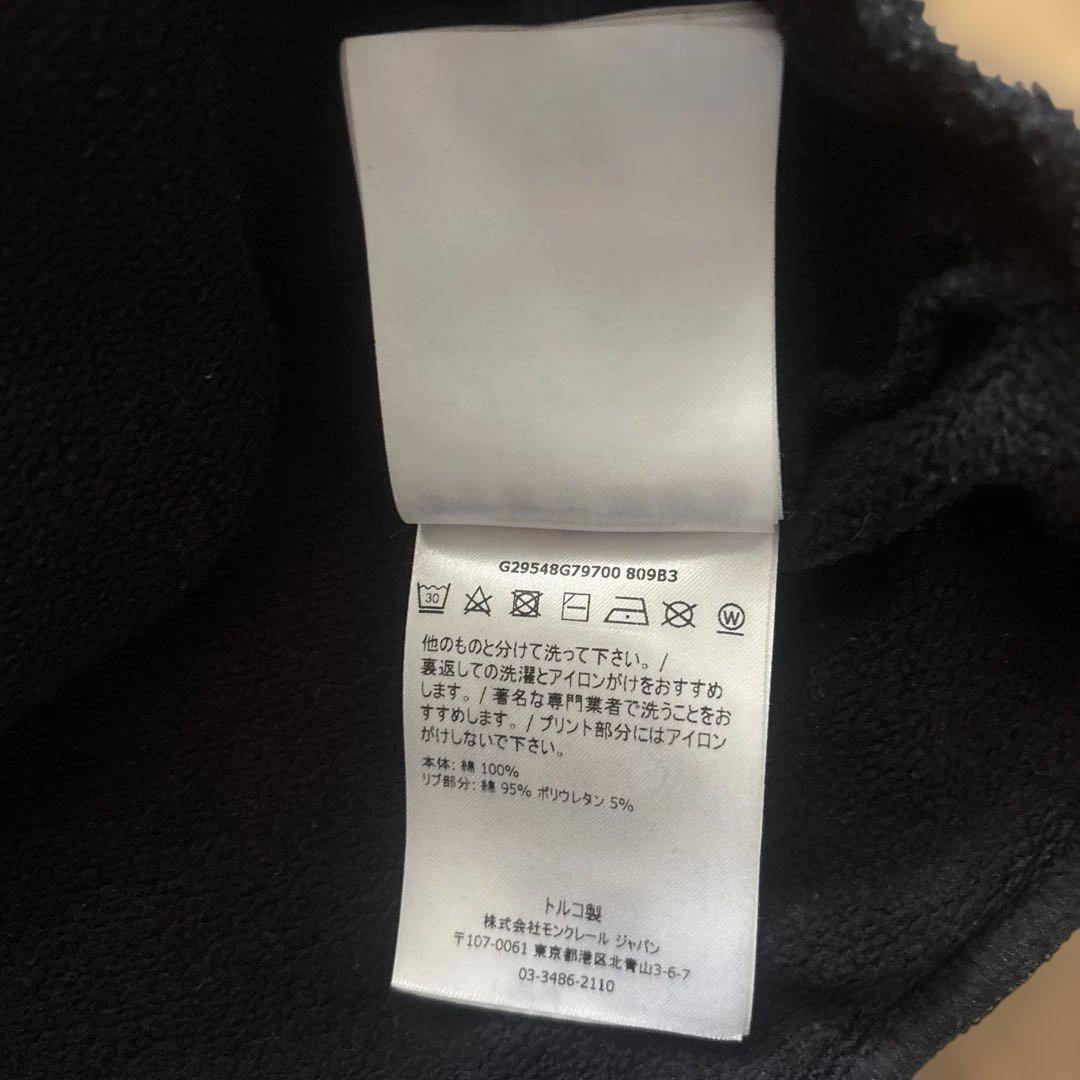 G29548G79700 809B3
30
W
他のものと分けて洗って下さい。/
裏返しての洗濯とアイロンがけをおすすめ
します。/ 著名な専門業者で洗うことをお
すすめします。/ プリント部分にはアイロン
がけしないで下さい。
本体: 綿 100%
リブ部分: 綿 95% ポリウレタン 5%
トルコ製
株式会社モンクレール ジャパン
〒107-0061 東京都港区北青山3-6-7
03-3486-2110